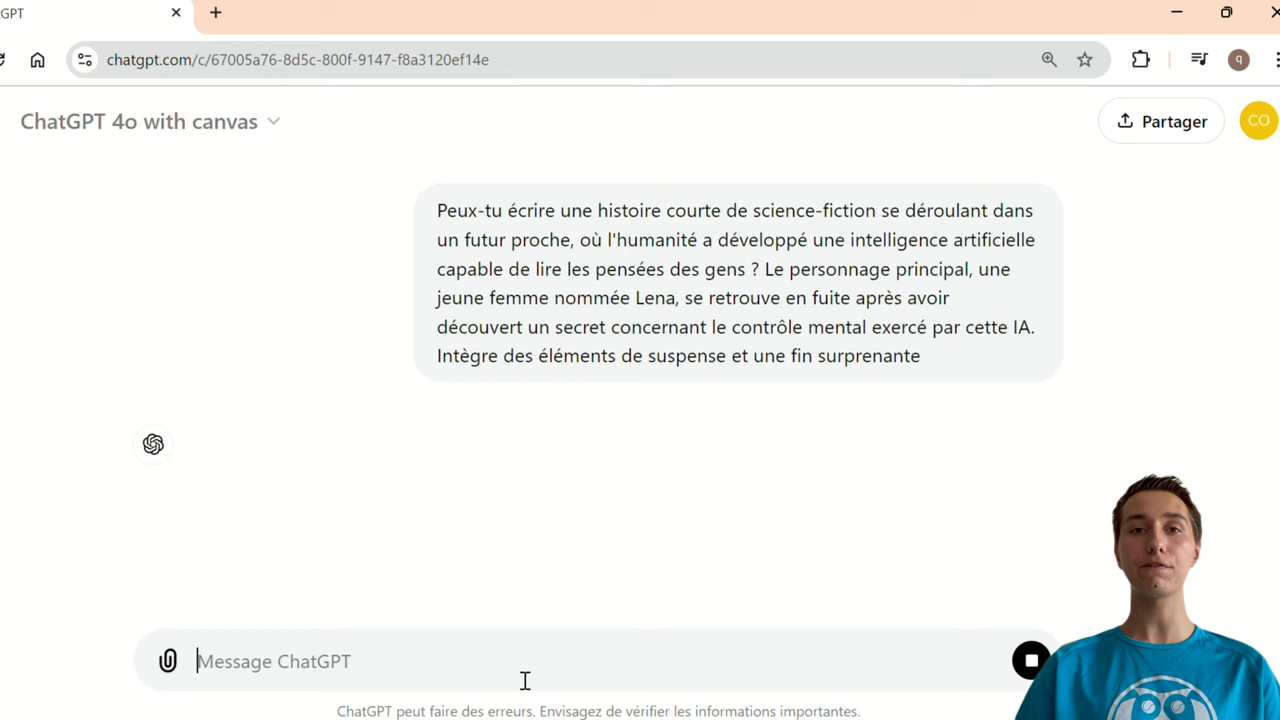 GPT
chatgpt.com/c/67005a76-8d5c-800f-9147-f8a3120ef14e
q
ChatGPT 4o with canvas
Partager
CO
Peux-tu écrire une histoire courte de science-fiction se déroulant dans
un futur proche, où l'humanité a développé une intelligence artificielle
capable de lire les pensées des gens ? Le personnage principal, une
jeune femme nommée Lena, se retrouve en fuite après avoir
découvert un secret concernant le contrôle mental exercé par cette IA.
Intègre des éléments de suspense et une fin surprenante
Message ChatGPT
ChatGPT peut faire des erreurs. Envisagez de vérifier les informations importantes.